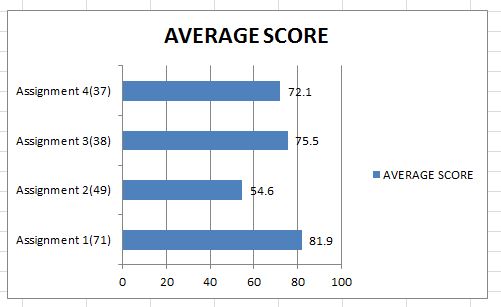 AVERAGE SCORE
Assignment 4(37)
72.1
Assignment 3(38)
75.5
AVERAGE SCORE
Assignment 2(49)
54.6
Assignment 1(71)
81.9
0 20 40 60 80 100